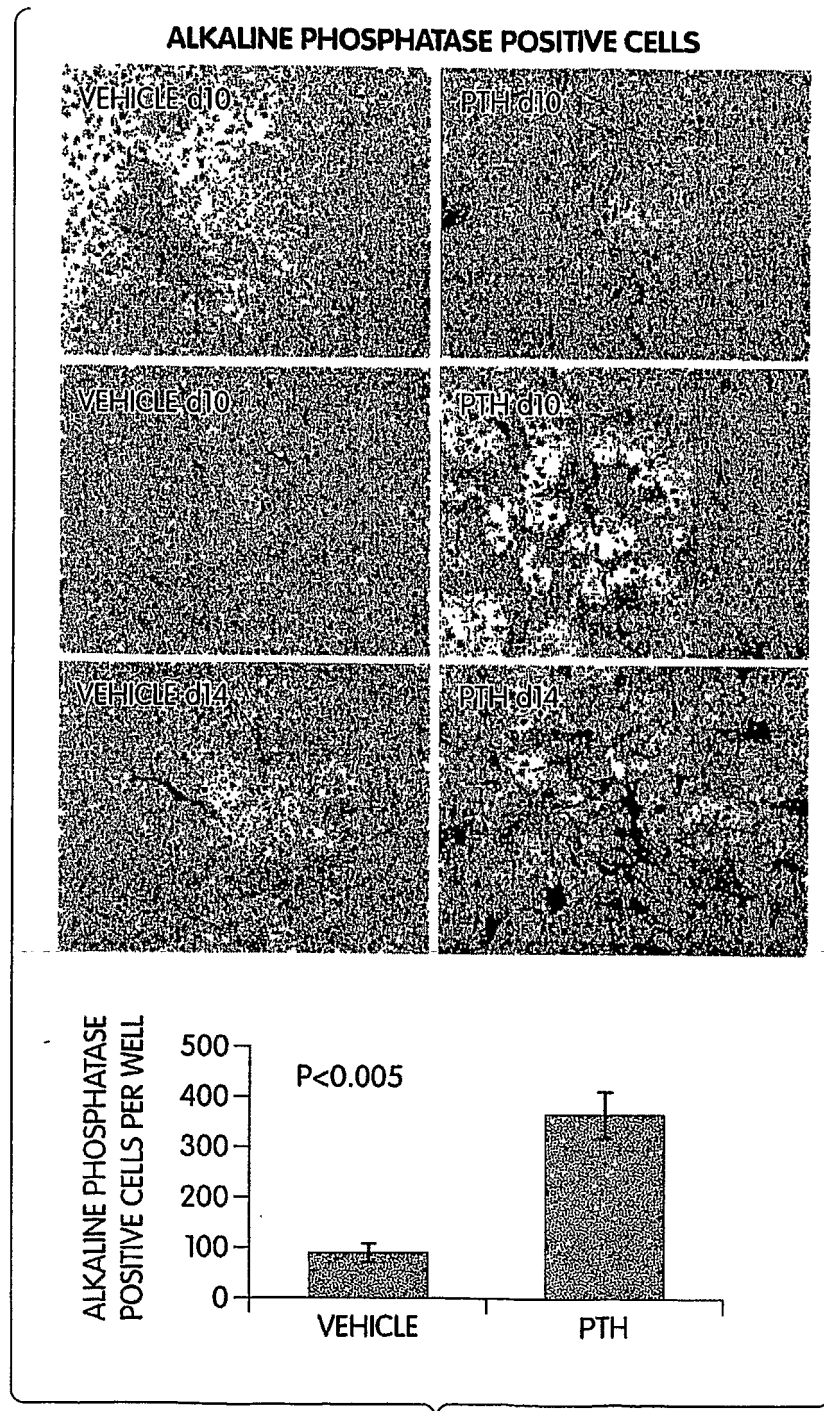 ALKALINE PHOSPHATASE POSITIVE CELLS
VEHICLE d10
PTH d10
VEHICLE d10
PTH d10
VEHICLE d14
PTH d14
ALKALINE PHOSPHATASE
POSITIVE CELLS PER WELL
500
400
300
200
100
0
P<0.005
VEHICLE
PTH